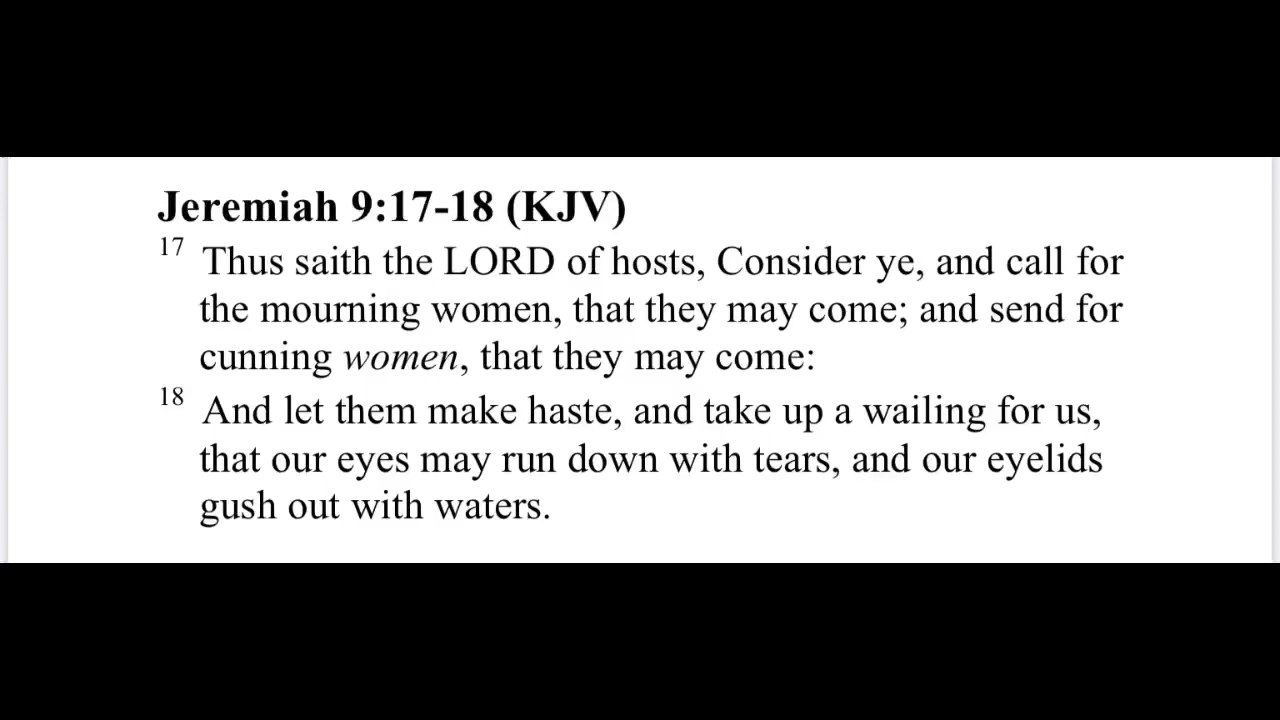 Jeremiah 9:17-18 (KJV)
17 Thus saith the LORD of hosts, Consider ye, and call for
the mourning women, that they may come; and send for
cunning women, that they may come:
18 And let them make haste, and take up a wailing for us,
that our eyes may run down with tears, and our eyelids
gush out with waters.